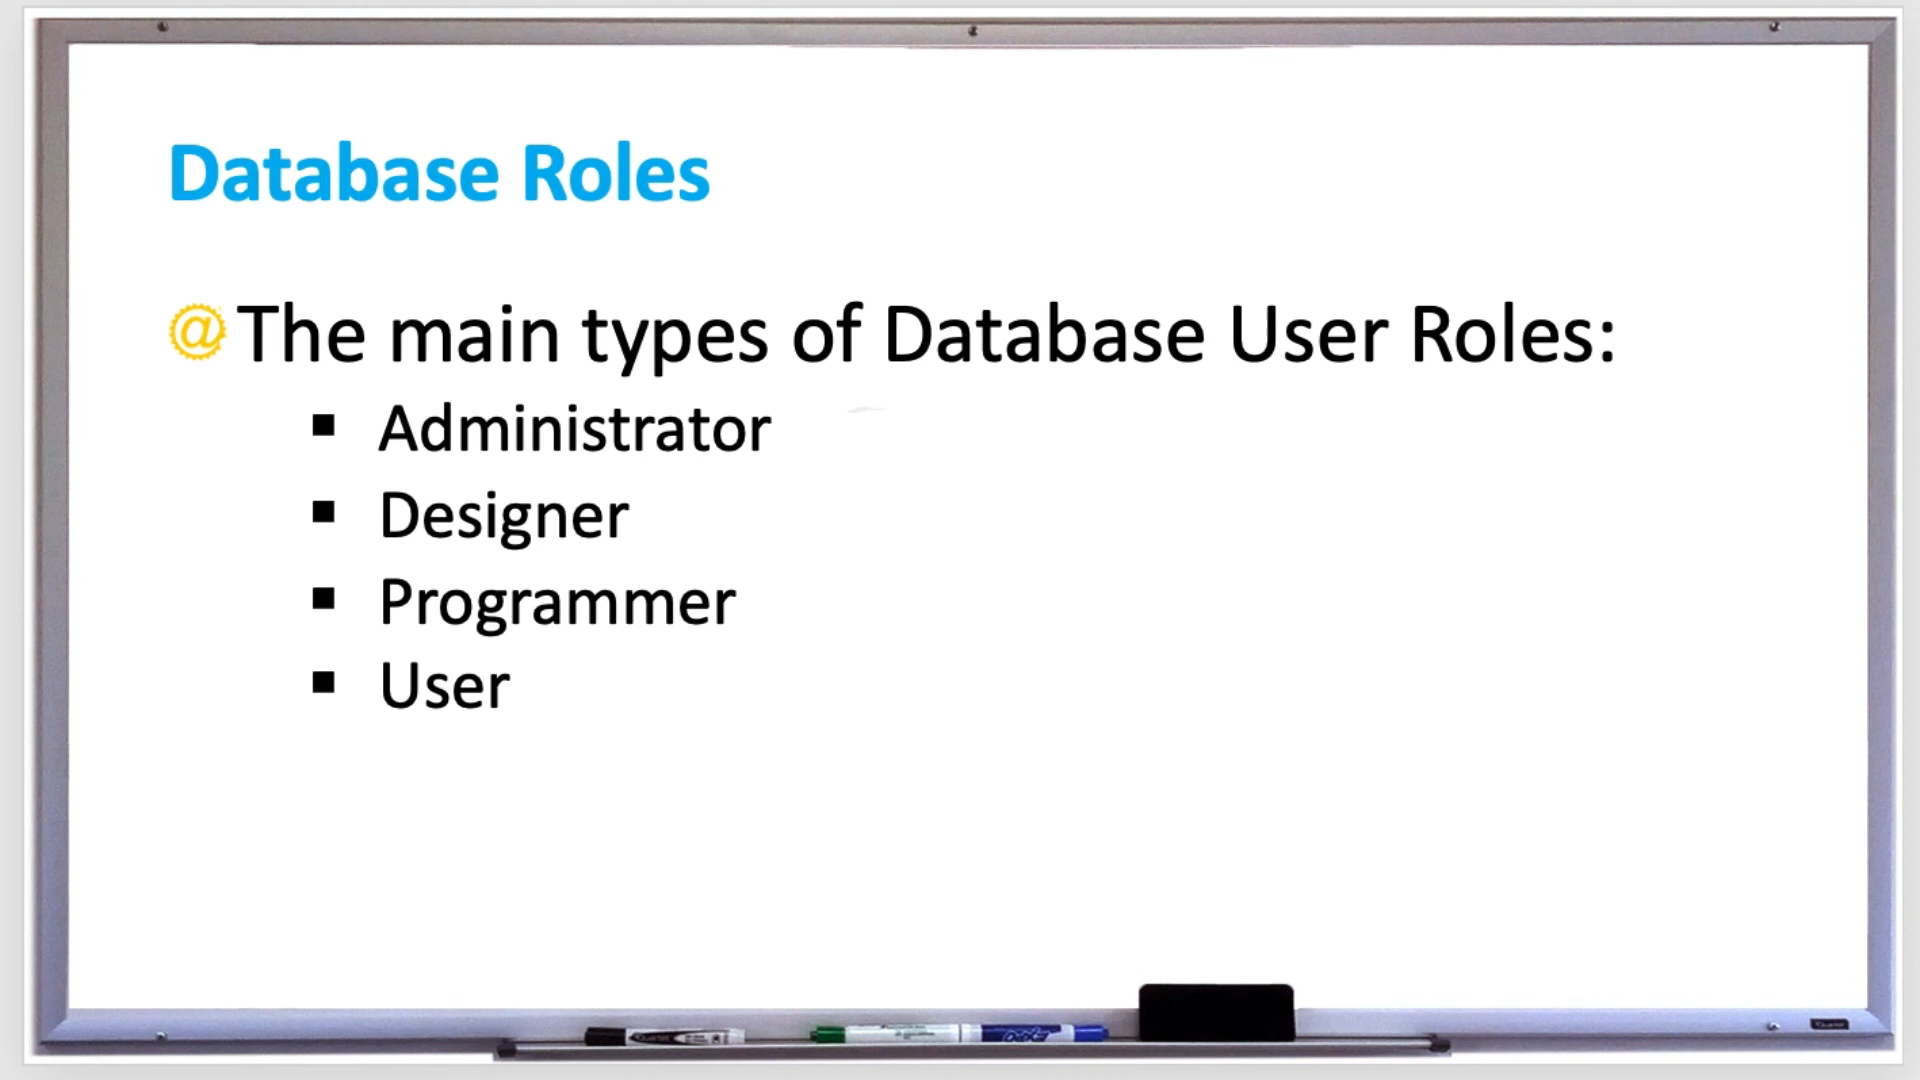 Database Roles
@ The main types of Database User Roles:
▪ Administrator
▪ Designer
▪ Programmer
▪ User